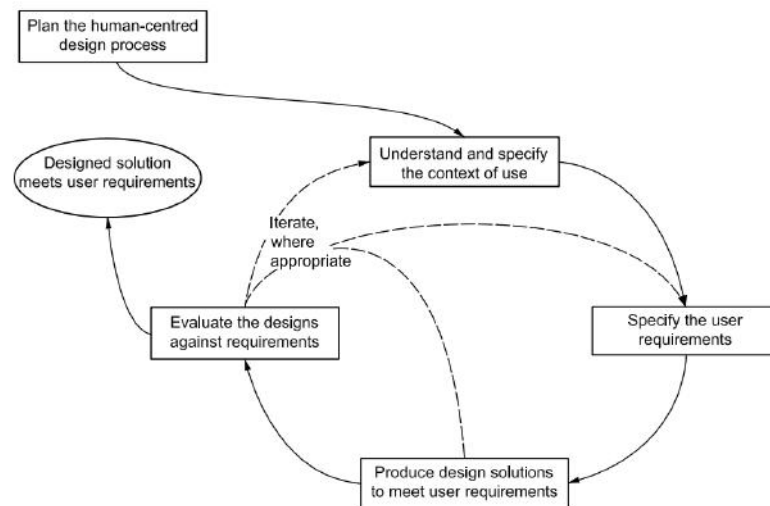 Plan the human-centred
design process
Understand and specify
the context of use
Designed solution
meets user requirements
Iterate,
where
appropriate
Evaluate the designs
against requirements
Specify the user
requirements
Produce design solutions
to meet user requirements